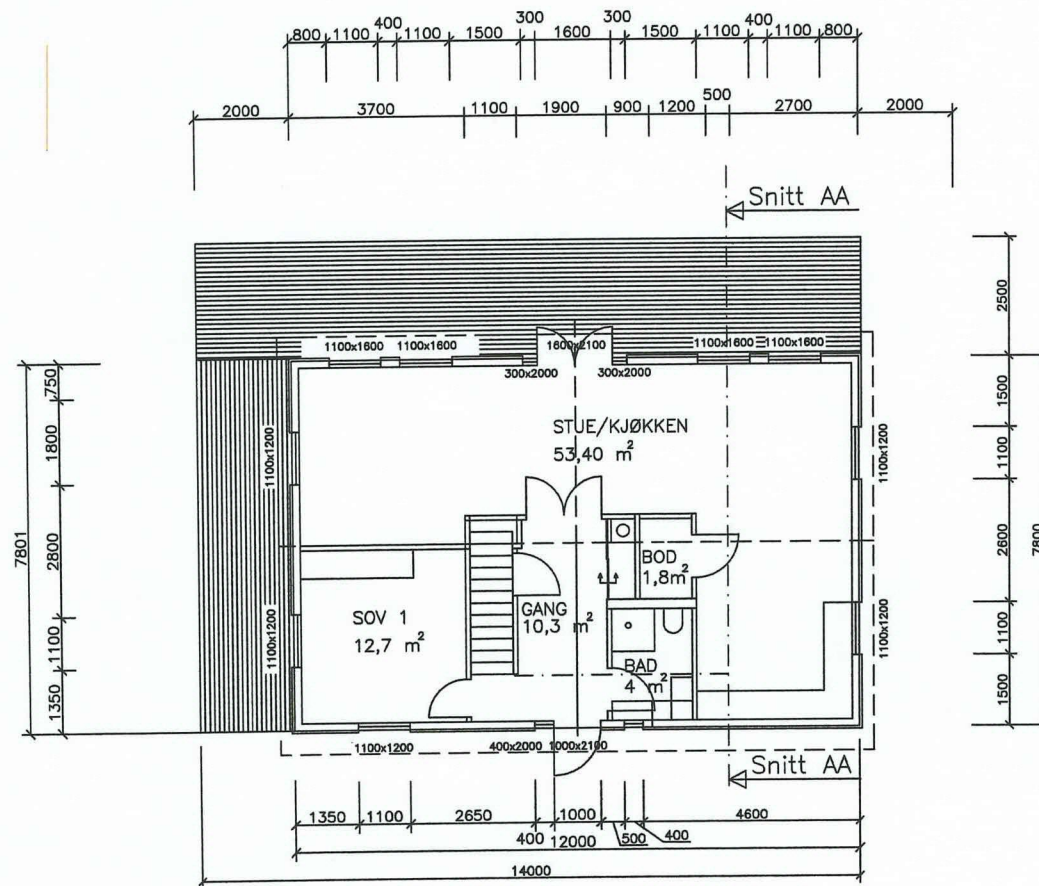 800 1100 400 1100 1500 300 1600 300 1500 1100 400 1100 800
2000 3700 1100 1900 900 1200 500 2700 2000
Snitt AA
2500
1100x1600 1100x1600 1600x2100 1100x1600 1100x1600
300x2000 300x2000
750
1800
2800
1100
1350
7801
1100x1200
1100x1200
STUE/KJØKKEN
53,40 m²
1100x1200
1100x1200
1500
1100
2600
1100
1500
7800
BOD
1,8m²
SOV 1
12,7 m²
GANG
10,3 m²
BAD
4 m²
1100x1200 400x2000 1000x2100
Snitt AA
1350 1100 2650 400 1000 500 400 4600
12000
14000